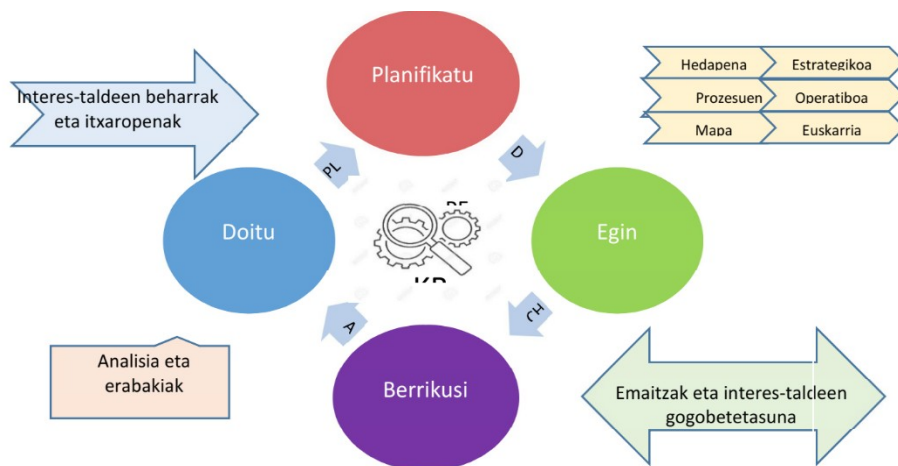 Planifikatu
Interes-taldeen beharrak
eta itxaropenak
Hedapena Estrategikoa
Prozesuen Operatiboa
Mapa Euskarria
PL
D
Doitu
Egin
A
CH
Analisia eta
erabakiak
Berrikusi
Emaitzak eta interes-taldeen
gogobetetasuna